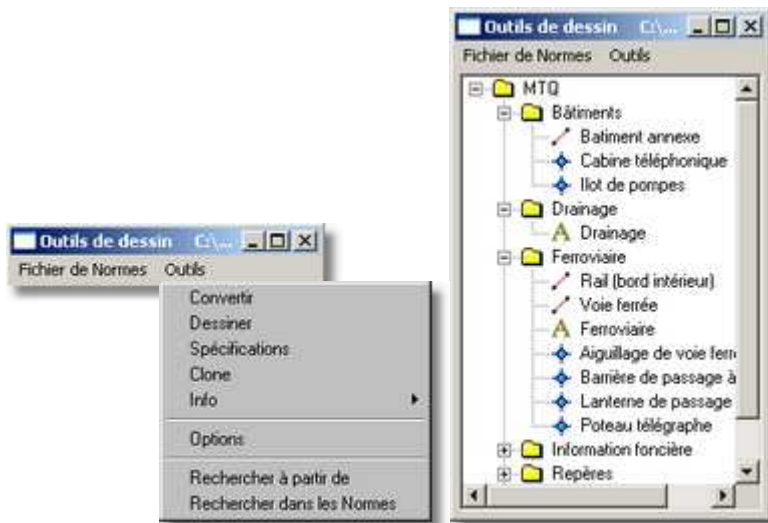 Outils de dessin C:\...
Fichier de Normes Outils
Convertir
Dessiner
Spécifications
Clone
Info
Options
Rechercher à partir de
Rechercher dans les Normes
Outils de dessin C:\...
Fichier de Normes Outils
MTQ
Bâtiments
Batiment annexe
Cabine téléphonique
Ilot de pompes
Drainage
A Drainage
Ferroviaire
Rail (bord intérieur)
Voie ferrée
A Ferroviaire
Aiguillage de voie ferr
Barrière de passage à
Lanterne de passage
Poteau télégraphe
Information foncière
Repères